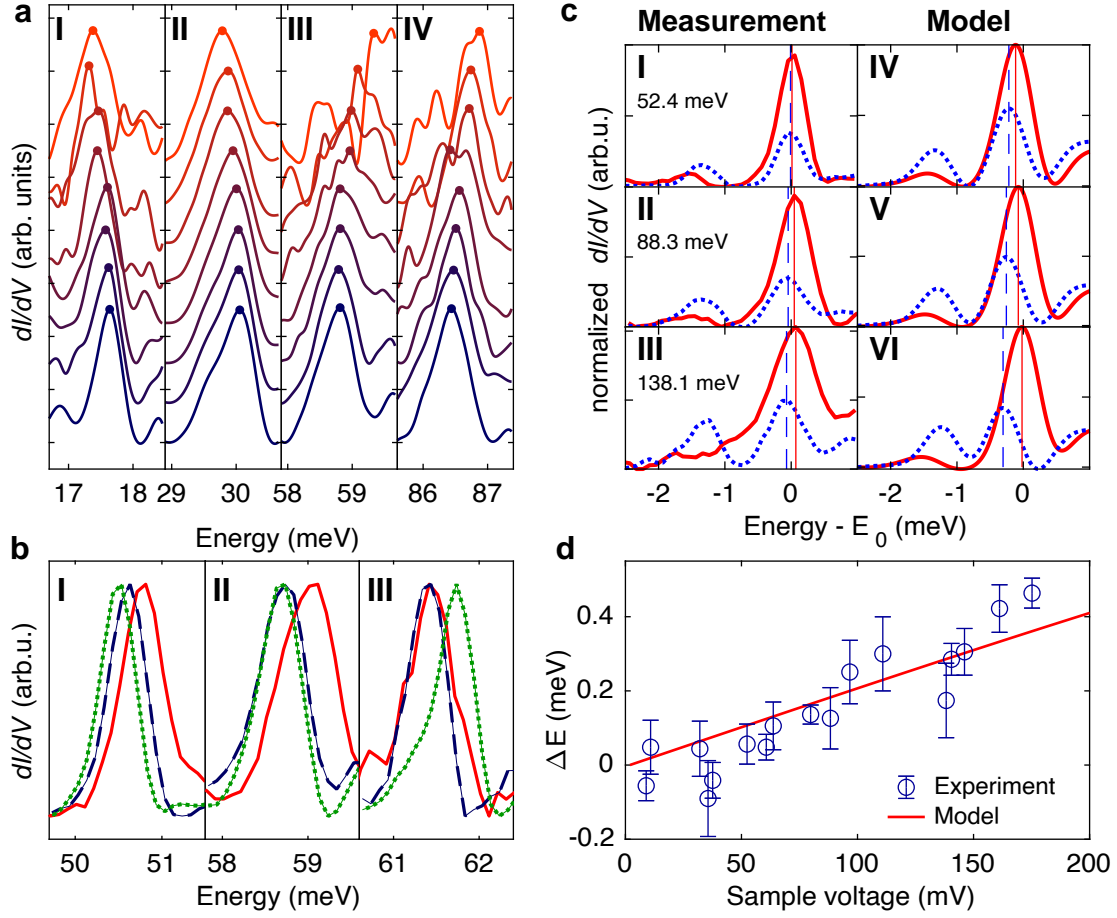 a
I
II
III
IV
dI/dV (arb. units)
17
18
29
30
58
59
86
87
Energy (meV)
b
I
II
III
dI/dV (arb.u.)
50
51
58
59
61
62
Energy (meV)
c
Measurement
Model
I
52.4 meV
IV
II
88.3 meV
V
III
138.1 meV
VI
normalized dI/dV (arb.u.)
-2
-1
0
-2
-1
0
Energy - E0 (meV)
d
0.4
0.2
0
-0.2
ΔE (meV)
Experiment
Model
0
50
100
150
200
Sample voltage (mV)